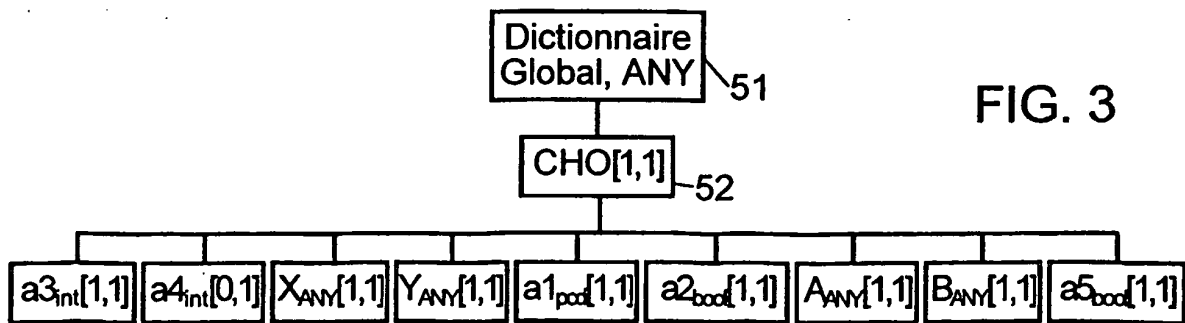 Dictionnaire
Global, ANY
51
FIG. 3
CHO[1,1]
52
a3int[1,1] a4int[0,1] XANY[1,1] YANY[1,1] a1pcd[1,1] a2bool[1,1] AANY[1,1] BANY[1,1] a5bool[1,1]